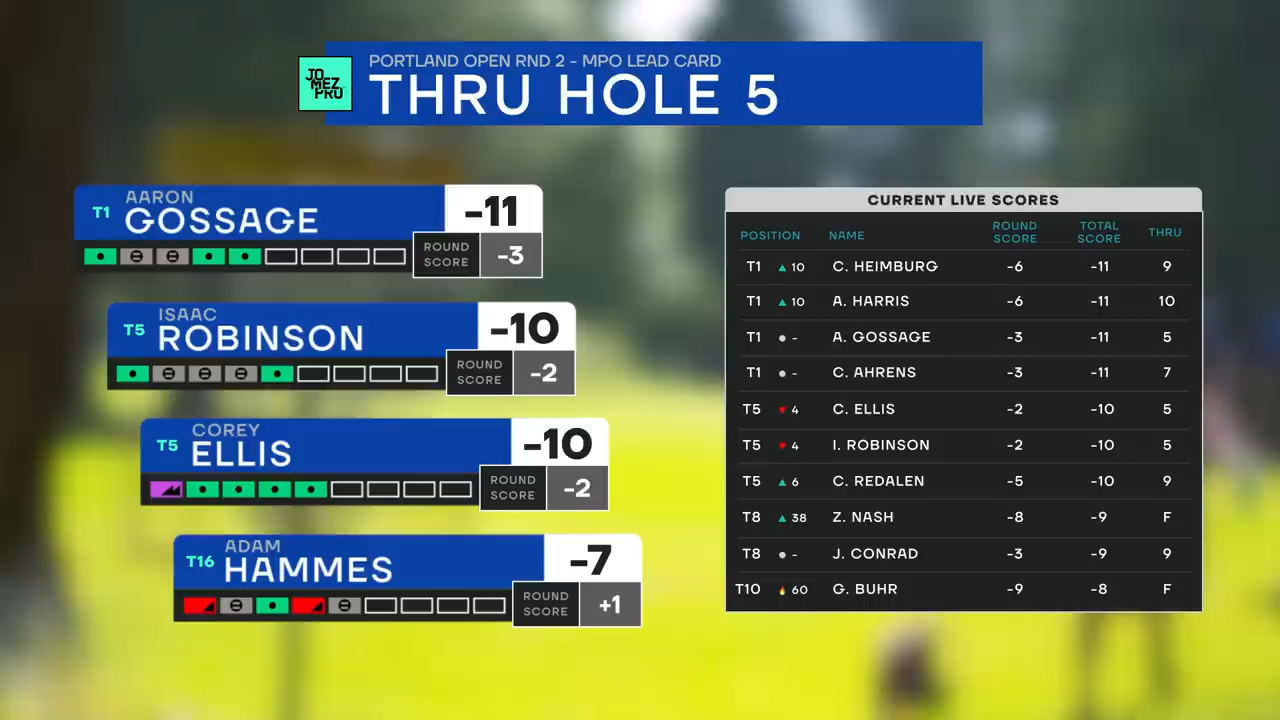 JOMEZPRO
PORTLAND OPEN RND 2 - MPO LEAD CARD
THRU HOLE 5
T1 AARON GOSSAGE -11
ROUND SCORE -3
T5 ISAAC ROBINSON -10
ROUND SCORE -2
T5 COREY ELLIS -10
ROUND SCORE -2
T16 ADAM HAMMES -7
ROUND SCORE +1
CURRENT LIVE SCORES
POSITION NAME ROUND SCORE TOTAL SCORE THRU
T1 10 C. HEIMBURG -6 -11 9
T1 10 A. HARRIS -6 -11 10
T1 - A. GOSSAGE -3 -11 5
T1 - C. AHRENS -3 -11 7
T5 4 C. ELLIS -2 -10 5
T5 4 I. ROBINSON -2 -10 5
T5 6 C. REDALEN -5 -10 9
T8 38 Z. NASH -8 -9 F
T8 - J. CONRAD -3 -9 9
T10 60 G. BUHR -9 -8 F